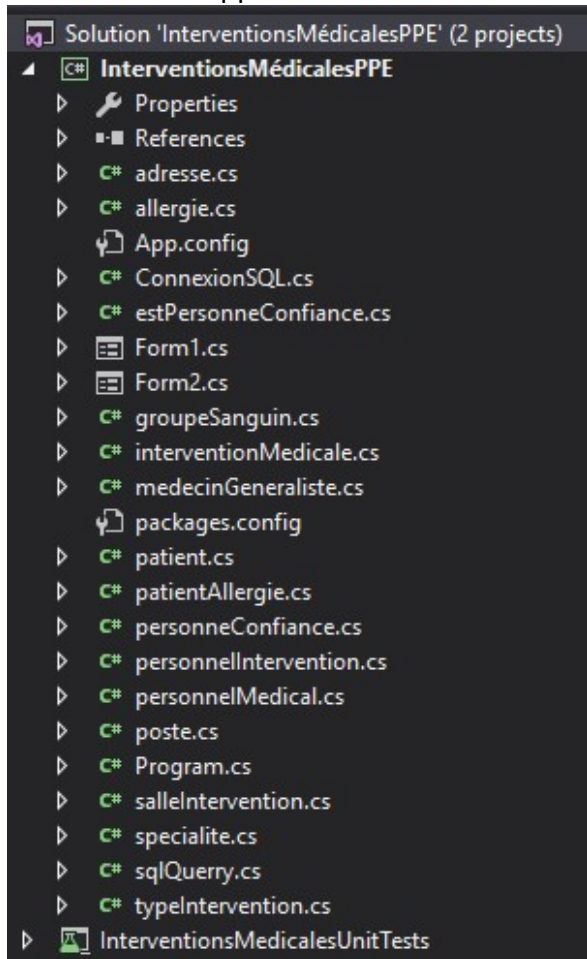 Solution 'InterventionsMédicalesPPE' (2 projects)
C# InterventionsMédicalesPPE
Properties
References
C# adresse.cs
C# allergie.cs
App.config
C# ConnexionSQL.cs
C# estPersonneConfiance.cs
Form1.cs
Form2.cs
C# groupeSanguin.cs
C# interventionMedicale.cs
C# medecinGeneraliste.cs
packages.config
C# patient.cs
C# patientAllergie.cs
C# personneConfiance.cs
C# personnelIntervention.cs
C# personnelMedical.cs
C# poste.cs
C# Program.cs
C# salleIntervention.cs
C# specialite.cs
C# sqlQuerry.cs
C# typeIntervention.cs
InterventionsMedicalesUnitTests